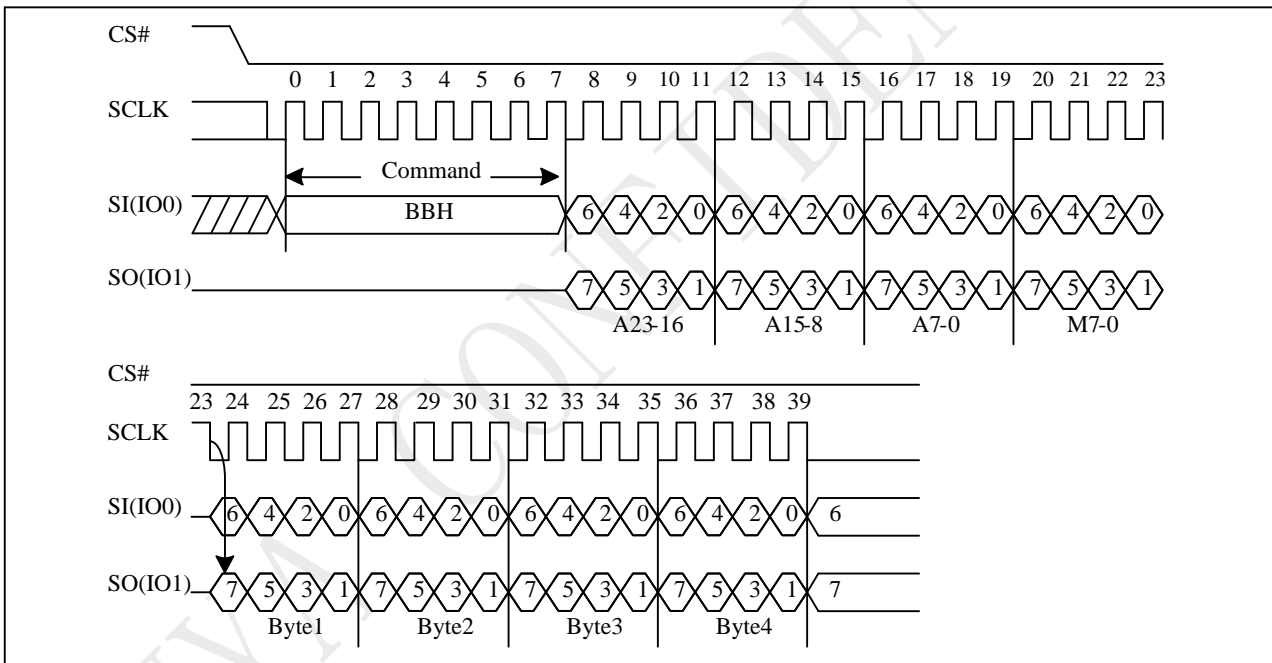 CS#
0 1 2 3 4 5 6 7 8 9 10 11 12 13 14 15 16 17 18 19 20 21 22 23
SCLK
Command
SI(IO0) BBH 6 4 2 0 6 4 2 0 6 4 2 0 6 4 2 0
SO(IO1) 7 5 3 1 7 5 3 1 7 5 3 1 7 5 3 1
A23-16 A15-8 A7-0 M7-0
CS#
23 24 25 26 27 28 29 30 31 32 33 34 35 36 37 38 39
SCLK
SI(IO0) 6 4 2 0 6 4 2 0 6 4 2 0 6 4 2 0 6
SO(IO1) 7 5 3 1 7 5 3 1 7 5 3 1 7 5 3 1 7
Byte1 Byte2 Byte3 Byte4